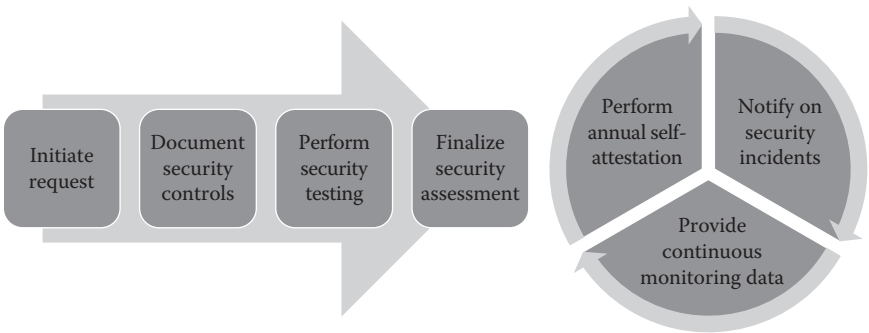 Initiate
request
Document
security
controls
Perform
security
testing
Finalize
security
assessment
Perform
annual self-
attestation
Notify on
security
incidents
Provide
continuous
monitoring data